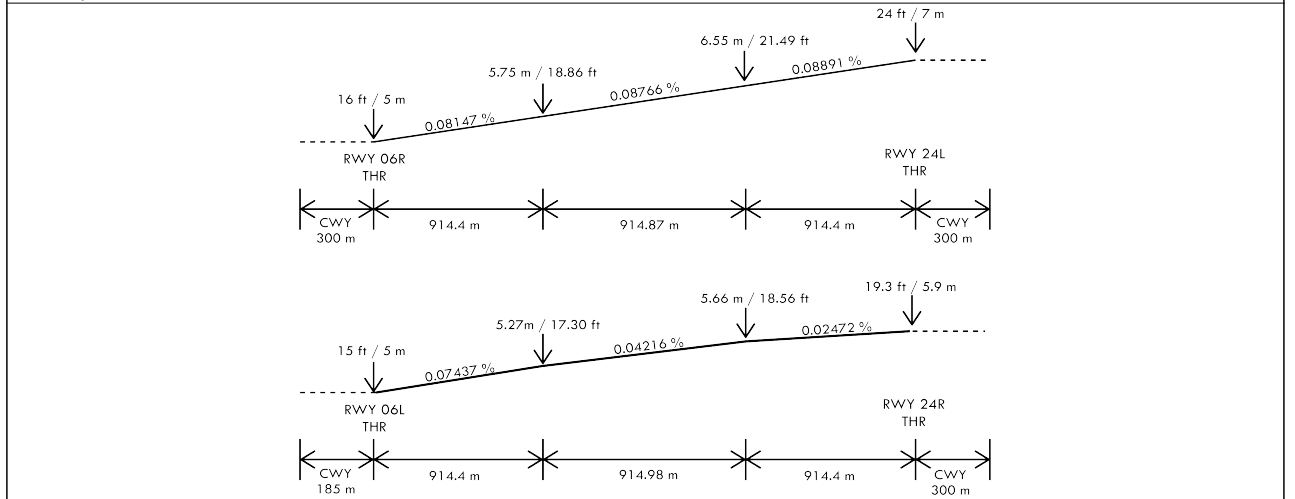 24 ft / 7 m
6.55 m / 21.49 ft
0.08891 %
5.75 m / 18.86 ft
0.08766 %
16 ft / 5 m
0.08147 %
RWY 06R
THR
RWY 24L
THR
CWY
300 m
914.4 m
914.87 m
914.4 m
CWY
300 m
19.3 ft / 5.9 m
5.66 m / 18.56 ft
0.02472 %
5.27m / 17.30 ft
0.04216 %
15 ft / 5 m
0.07437 %
RWY 06L
THR
RWY 24R
THR
CWY
185 m
914.4 m
914.98 m
914.4 m
CWY
300 m